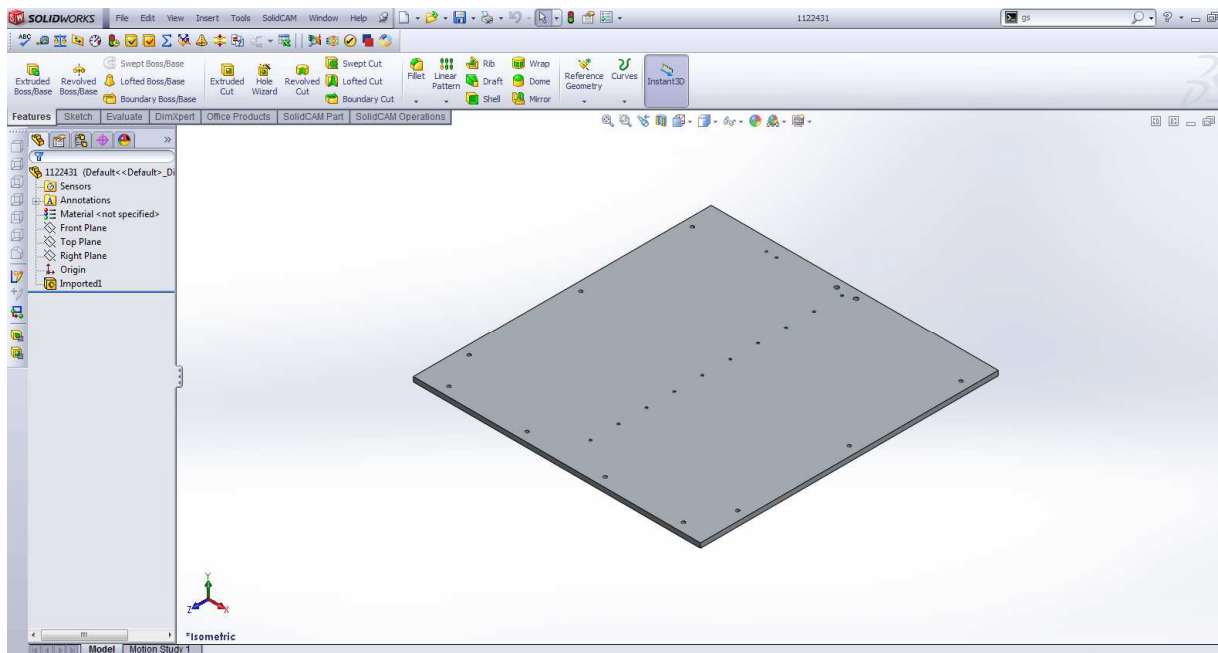 SOLIDWORKS File Edit View Insert Tools SolidCAM Window Help 1122431 gs
ABC
Extruded Boss/Base
Revolved Boss/Base
Swept Boss/Base
Lofted Boss/Base
Boundary Boss/Base
Extruded Cut
Hole Wizard
Revolved Cut
Swept Cut
Lofted Cut
Boundary Cut
Fillet
Linear Pattern
Rib
Draft
Shell
Wrap
Dome
Mirror
Reference Geometry
Curves
Instant3D
Features Sketch Evaluate DimXpert Office Products SolidCAM Part SolidCAM Operations
1122431 (Default<<Default>_Di
Sensors
Annotations
Material <not specified>
Front Plane
Top Plane
Right Plane
Origin
Imported1
Y
Z X
*Isometric
Model Motion Study 1